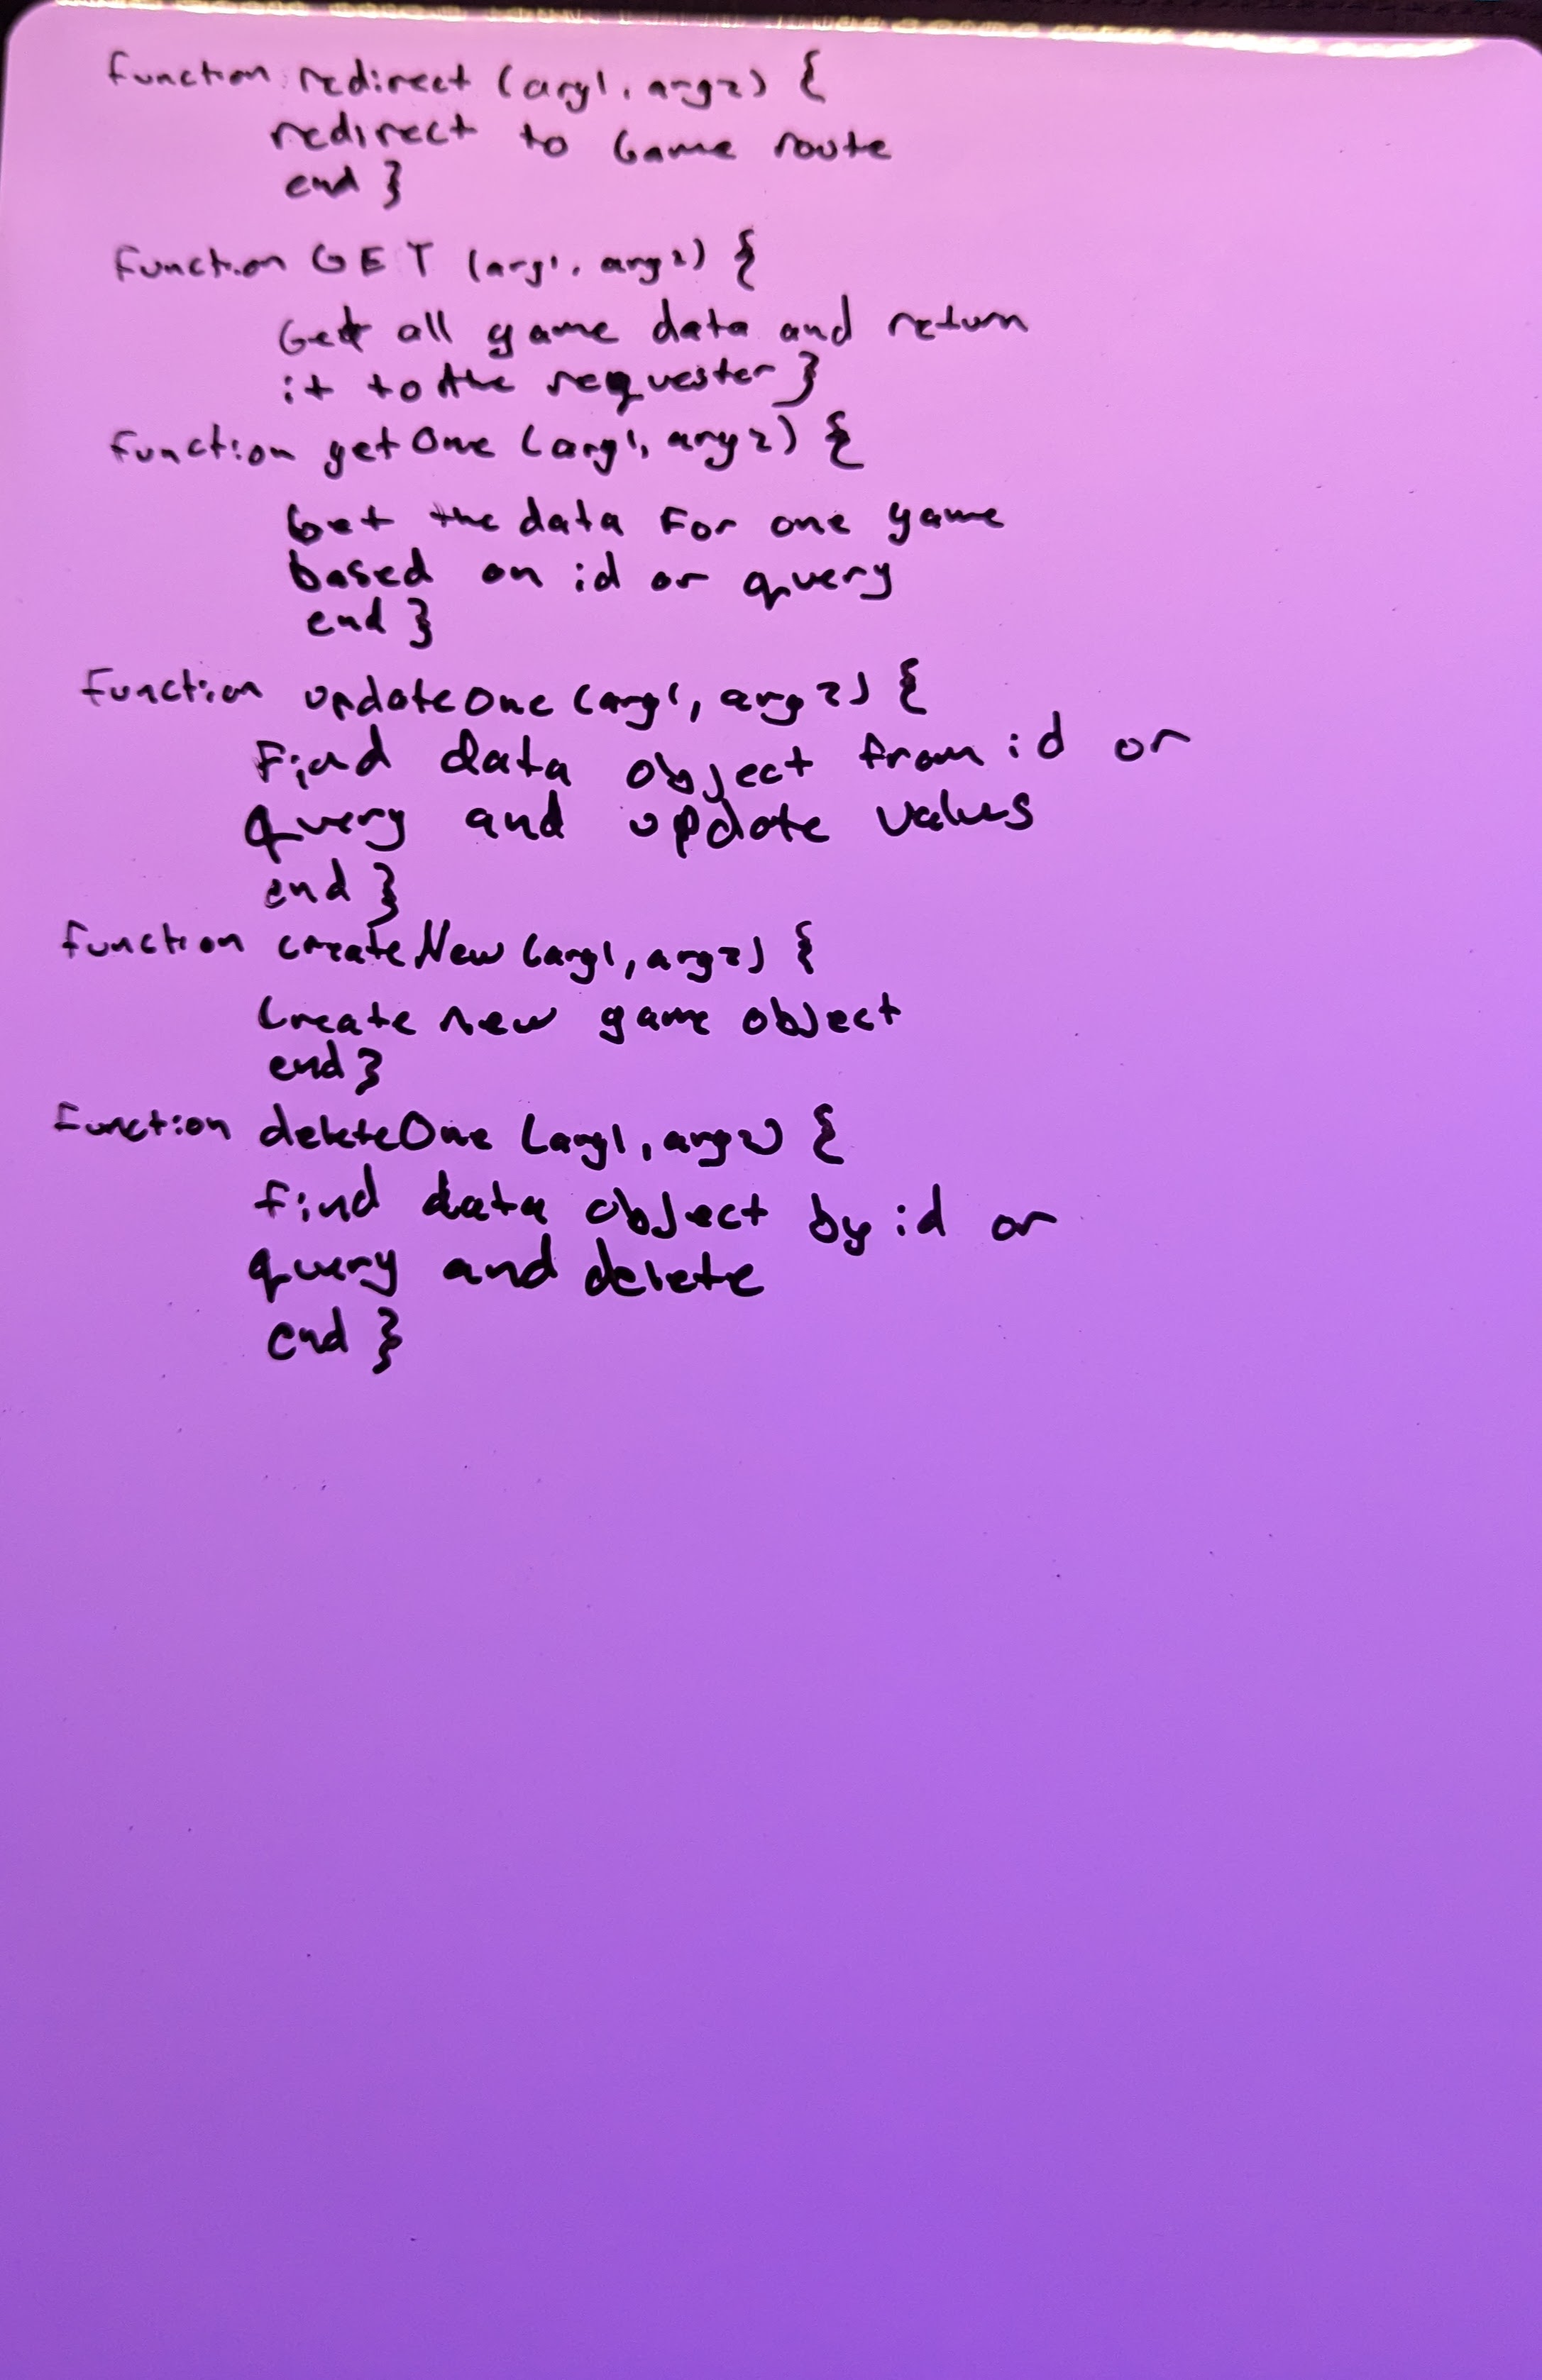 function redirect (arg1, arg2) {
redirect to Game route
end }
function GET (arg1, arg2) {
Get all game data and return
it to the requester }
function getOne (arg1, arg2) {
Get the data For one game
based on id or query
end }
function updateOne (arg1, arg2) {
Find data object from id or
query and update values
end }
function createNew (arg1, arg2) {
Create new game object
end }
function deleteOne (arg1, arg2) {
find data object by id or
query and delete
end }